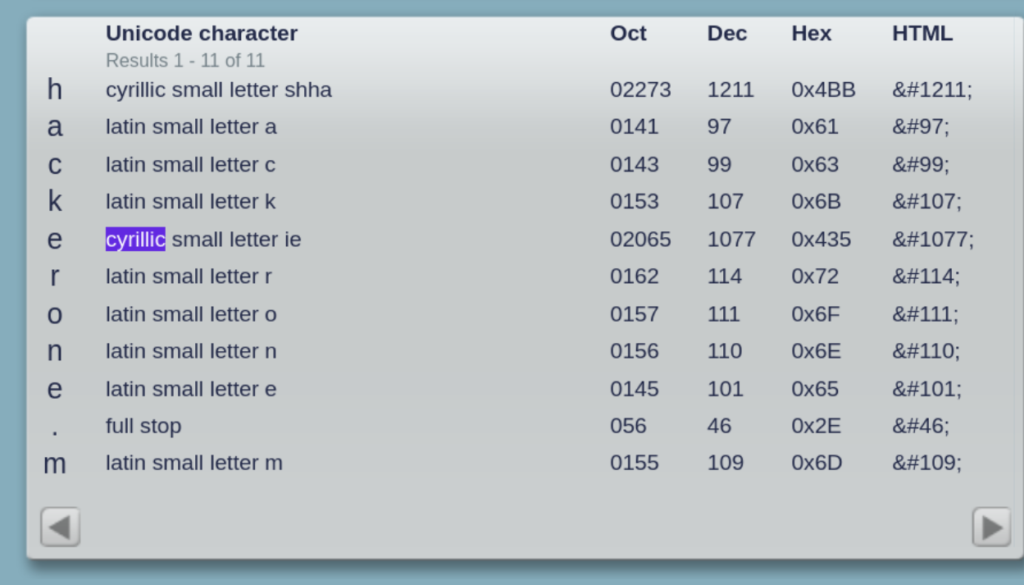 Unicode character Oct Dec Hex HTML
Results 1 - 11 of 11
һ cyrillic small letter shha 02273 1211 0x4BB &#1211;
a latin small letter a 0141 97 0x61 &#97;
c latin small letter c 0143 99 0x63 &#99;
k latin small letter k 0153 107 0x6B &#107;
е cyrillic small letter ie 02065 1077 0x435 &#1077;
r latin small letter r 0162 114 0x72 &#114;
o latin small letter o 0157 111 0x6F &#111;
n latin small letter n 0156 110 0x6E &#110;
e latin small letter e 0145 101 0x65 &#101;
. full stop 056 46 0x2E &#46;
m latin small letter m 0155 109 0x6D &#109;